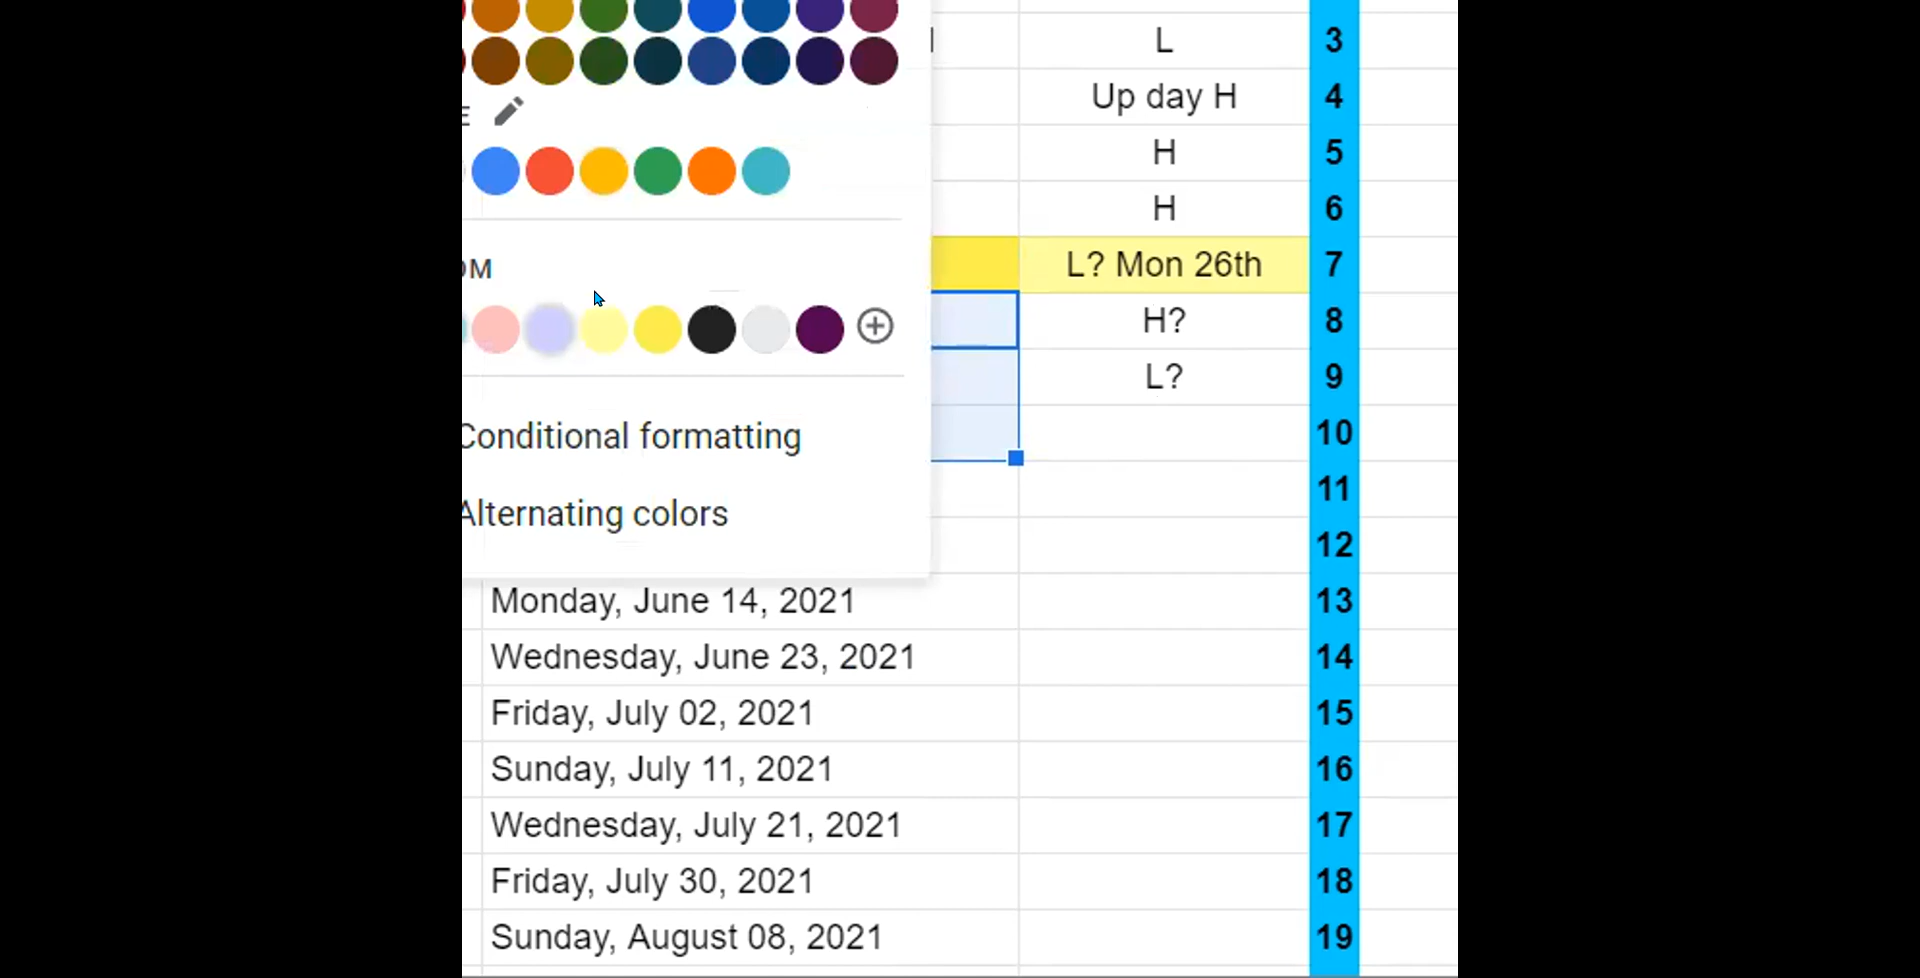 L 3
Up day H 4
E
H 5
H 6
OM
L? Mon 26th 7
H? 8
L? 9
Conditional formatting 10
11
Alternating colors
12
Monday, June 14, 2021 13
Wednesday, June 23, 2021 14
Friday, July 02, 2021 15
Sunday, July 11, 2021 16
Wednesday, July 21, 2021 17
Friday, July 30, 2021 18
Sunday, August 08, 2021 19